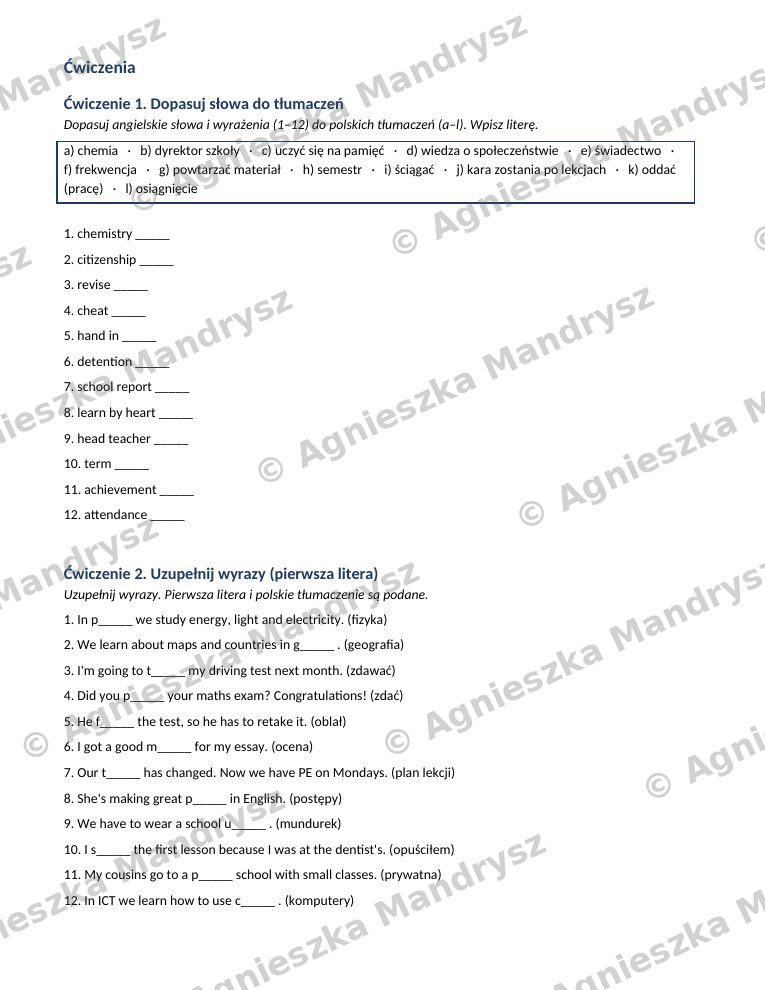 Ćwiczenia
Ćwiczenie 1. Dopasuj słowa do tłumaczeń
Dopasuj angielskie słowa i wyrażenia (1–12) do polskich tłumaczeń (a–l). Wpisz literę.
a) chemia · b) dyrektor szkoły · c) uczyć się na pamięć · d) wiedza o społeczeństwie · e) świadectwo ·
f) frekwencja · g) powtarzać materiał · h) semestr · i) ściągać · j) kara zostania po lekcjach · k) oddać
(pracę) · l) osiągnięcie
1. chemistry _____
2. citizenship _____
3. revise _____
4. cheat _____
5. hand in _____
6. detention _____
7. school report _____
8. learn by heart _____
9. head teacher _____
10. term _____
11. achievement _____
12. attendance _____
Ćwiczenie 2. Uzupełnij wyrazy (pierwsza litera)
Uzupełnij wyrazy. Pierwsza litera i polskie tłumaczenie są podane.
1. In p_____ we study energy, light and electricity. (fizyka)
2. We learn about maps and countries in g_____ . (geografia)
3. I'm going to t_____ my driving test next month. (zdawać)
4. Did you p_____ your maths exam? Congratulations! (zdać)
5. He f_____ the test, so he has to retake it. (oblał)
6. I got a good m_____ for my essay. (ocena)
7. Our t_____ has changed. Now we have PE on Mondays. (plan lekcji)
8. She's making great p_____ in English. (postępy)
9. We have to wear a school u_____ . (mundurek)
10. I s_____ the first lesson because I was at the dentist's. (opuściłem)
11. My cousins go to a p_____ school with small classes. (prywatna)
12. In ICT we learn how to use c_____ . (komputery)
© Agnieszka Mandrysz